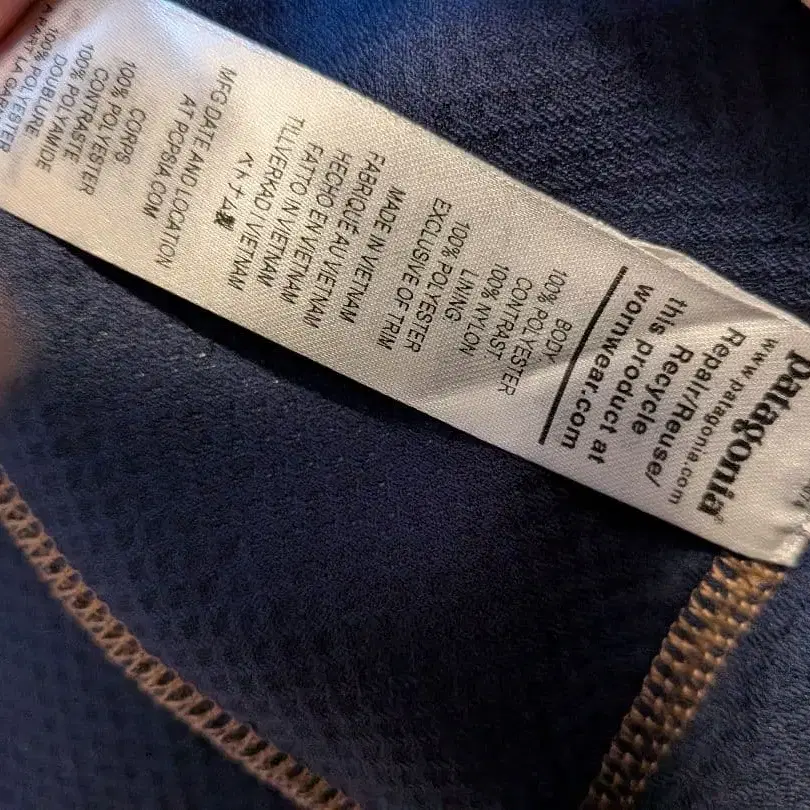 patagonia®
www.patagonia.com
Repair/Reuse/
Recycle
this product at
wornwear.com
BODY
100% POLYESTER
CONTRAST
100% NYLON
LINING
100% POLYESTER
EXCLUSIVE OF TRIM
MADE IN VIETNAM
FABRIQUÉ AU VIETNAM
HECHO EN VIETNAM
FATTO IN VIETNAM
TILLVERKAD I VIETNAM
ベトナム製
MFG DATE AND LOCATION
AT PCPSIA.COM
CORPS
100% POLYESTER
CONTRASTE
100% POLYAMIDE
DOUBLURE
100% POLYESTER
À PART LA